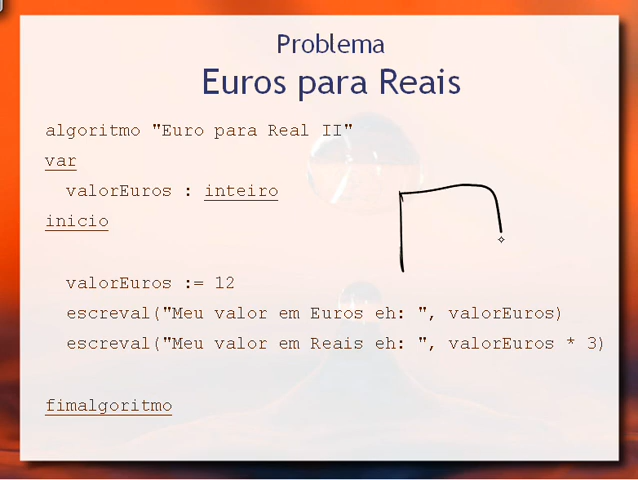 Problema
Euros para Reais
algoritmo "Euro para Real II"
var
valorEuros : inteiro
inicio
valorEuros := 12
escreval("Meu valor em Euros eh: ", valorEuros)
escreval("Meu valor em Reais eh: ", valorEuros * 3)
fimalgoritmo